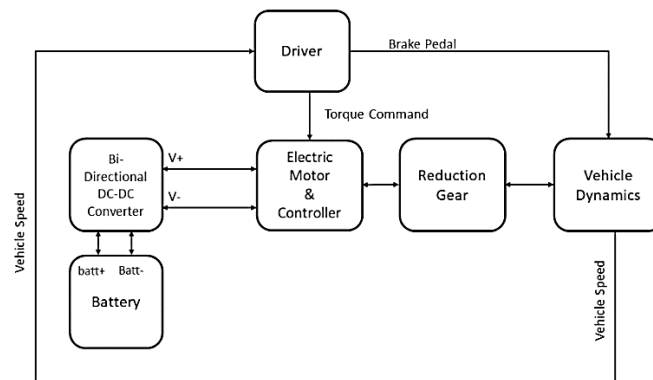 Driver
Brake Pedal
Torque Command
Bi-
Directional
DC-DC
Converter
V+
V-
Electric
Motor
&
Controller
Reduction
Gear
Vehicle
Dynamics
batt+ Batt-
Battery
Vehicle Speed
Vehicle Speed